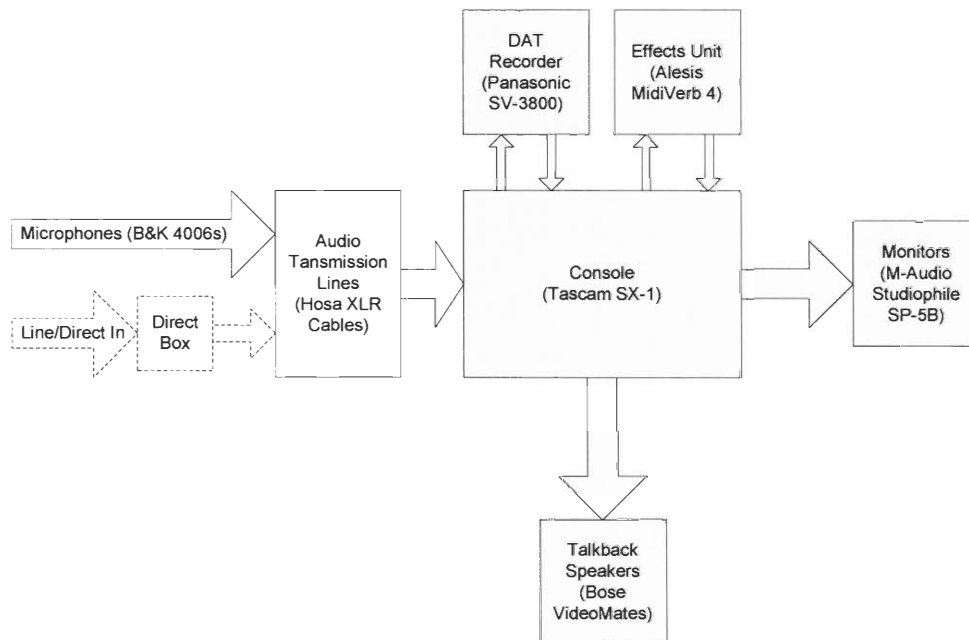 DAT
Recorder
(Panasonic
SV-3800)
Effects Unit
(Alesis
MidiVerb 4)
Microphones (B&K 4006s)
Audio
Tansmission
Lines
(Hosa XLR
Cables)
Console
(Tascam SX-1)
Monitors
(M-Audio
Studiophile
SP-5B)
Line/Direct In
Direct
Box
Talkback
Speakers
(Bose
VideoMates)